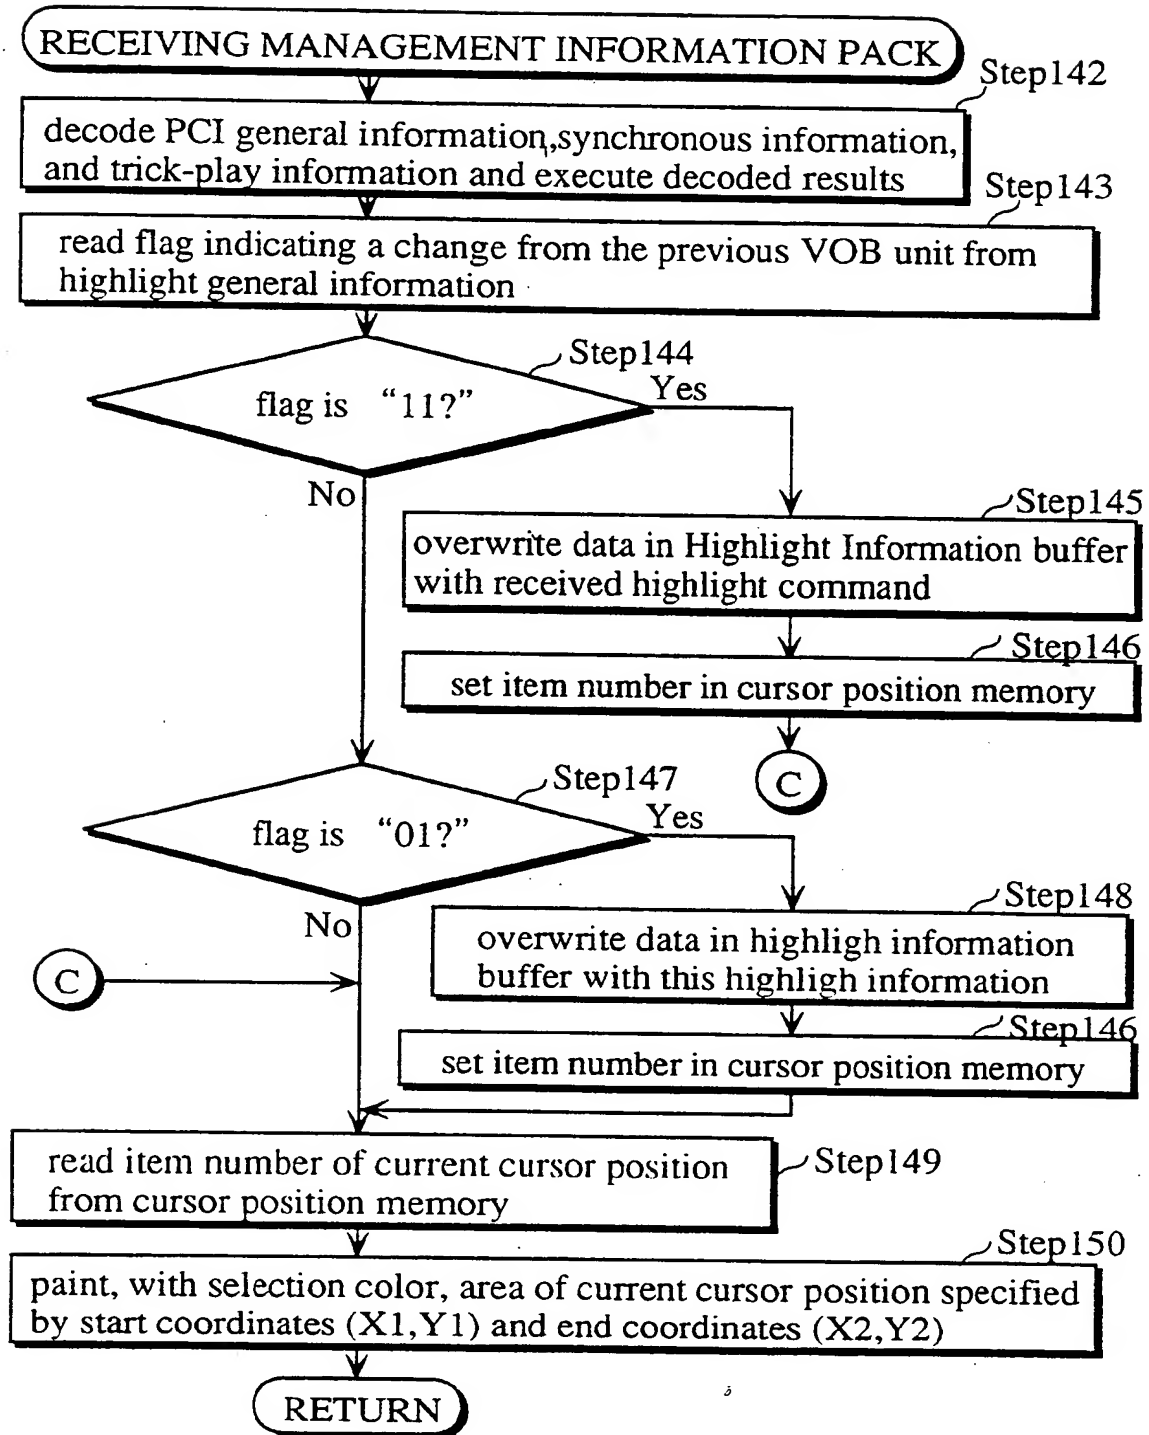 RECEIVING MANAGEMENT INFORMATION PACK
Step142
decode PCI general information,synchronous information,
and trick-play information and execute decoded results
Step143
read flag indicating a change from the previous VOB unit from
highlight general information
Step144
flag is "11?"
Yes
No
Step145
overwrite data in Highlight Information buffer
with received highlight command
Step146
set item number in cursor position memory
C
Step147
flag is "01?"
Yes
No
Step148
overwrite data in highligh information
buffer with this highligh information
C
Step146
set item number in cursor position memory
read item number of current cursor position
from cursor position memory
Step149
Step150
paint, with selection color, area of current cursor position specified
by start coordinates (X1,Y1) and end coordinates (X2,Y2)
RETURN